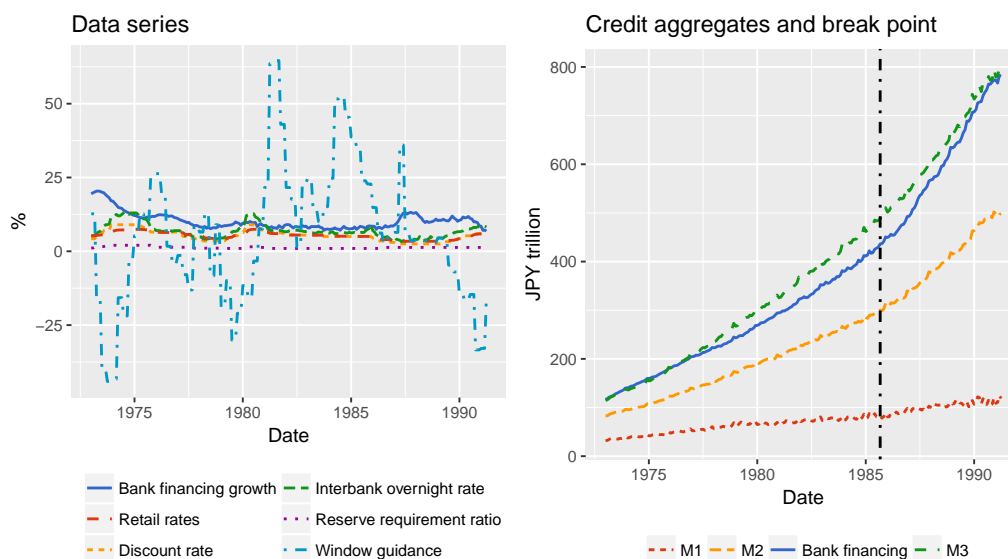 Data series
50
25
0
−25
%
1975 1980 1985 1990
Date
Bank financing growth
Retail rates
Discount rate
Interbank overnight rate
Reserve requirement ratio
Window guidance
Credit aggregates and break point
800
600
400
200
0
JPY trillion
1975 1980 1985 1990
Date
M1 M2 Bank financing M3